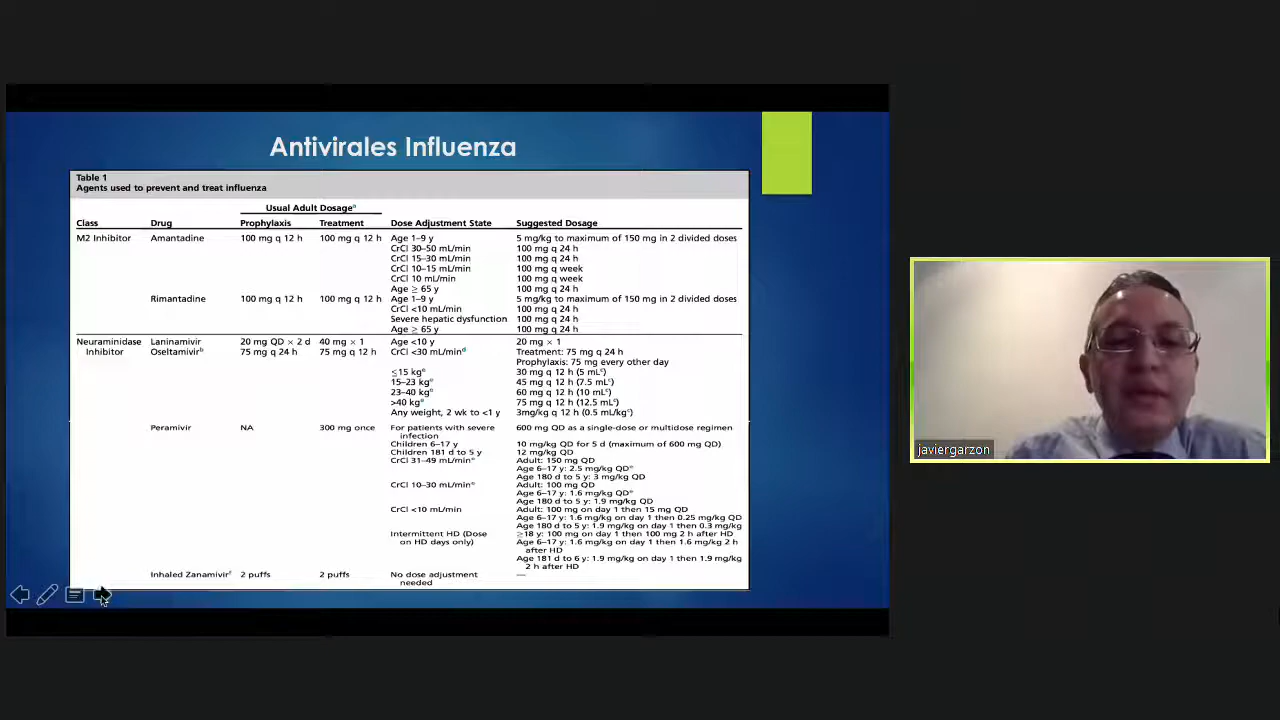 Antivirales Influenza
Table 1
Agents used to prevent and treat influenza
Usual Adult Dosageᵃ
Class Drug Prophylaxis Treatment Dose Adjustment State Suggested Dosage
M2 Inhibitor Amantadine 100 mg q 12 h 100 mg q 12 h Age 1–9 y 5 mg/kg to maximum of 150 mg in 2 divided doses
CrCl 30–50 mL/min 100 mg q 24 h
CrCl 15–30 mL/min 100 mg q 24 h
CrCl 10–15 mL/min 100 mg q week
CrCl 10 mL/min 100 mg q week
Age ≥ 65 y 100 mg q 24 h
Rimantadine 100 mg q 12 h 100 mg q 12 h Age 1–9 y 5 mg/kg to maximum of 150 mg in 2 divided doses
CrCl <10 mL/min 100 mg q 24 h
Severe hepatic dysfunction 100 mg q 24 h
Age ≥ 65 y 100 mg q 24 h
Neuraminidase Laninamivir 20 mg QD × 2 d 40 mg × 1 Age <10 y 20 mg × 1
Inhibitor Oseltamivirᵇ 75 mg q 24 h 75 mg q 12 h CrCl <30 mL/minᵈ Treatment: 75 mg q 24 h
Prophylaxis: 75 mg every other day
≤15 kgᵉ 30 mg q 12 h (5 mLᶜ)
15–23 kgᵉ 45 mg q 12 h (7.5 mLᶜ)
23–40 kgᵉ 60 mg q 12 h (10 mLᶜ)
>40 kgᵉ 75 mg q 12 h (12.5 mLᶜ)
Any weight, 2 wk to <1 y 3mg/kg q 12 h (0.5 mL/kgᶜ)
Peramivir NA 300 mg once For patients with severe 600 mg QD as a single-dose or multidose regimen
infection
Children 6–17 y 10 mg/kg QD for 5 d (maximum of 600 mg QD)
Children 181 d to 5 y 12 mg/kg QD
CrCl 31–49 mL/minᵉ Adult: 150 mg QD
Age 6–17 y: 2.5 mg/kg QDᵉ
Age 180 d to 5 y: 3 mg/kg QD
CrCl 10–30 mL/minᵉ Adult: 100 mg QD
Age 6–17 y: 1.6 mg/kg QDᵉ
Age 180 d to 5 y: 1.9 mg/kg QD
CrCl <10 mL/min Adult: 100 mg on day 1 then 15 mg QD
Age 6–17 y: 1.6 mg/kg on day 1 then 0.25 mg/kg QD
Age 180 d to 5 y: 1.9 mg/kg on day 1 then 0.3 mg/kg
Intermittent HD (Dose ≥18 y: 100 mg on day 1 then 100 mg 2 h after HD
on HD days only) Age 6–17 y: 1.6 mg/kg on day 1 then 1.6 mg/kg 2 h
after HD
Age 181 d to 6 y: 1.9 mg/kg on day 1 then 1.9 mg/kg
2 h after HD
Inhaled Zanamivirᶠ 2 puffs 2 puffs No dose adjustment —
needed
javiergarzon